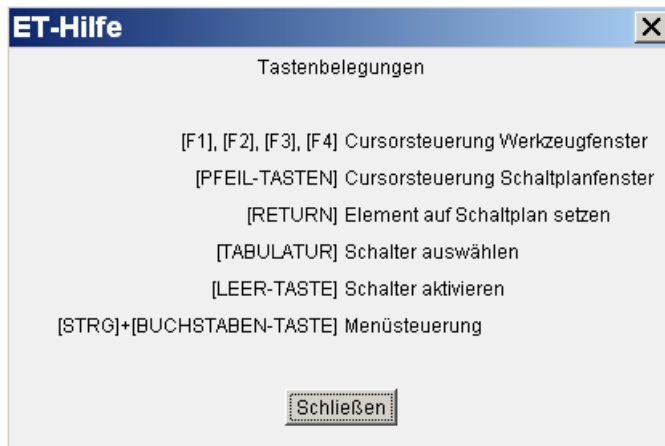 ET-Hilfe
Tastenbelegungen
[F1], [F2], [F3], [F4] Cursorsteuerung Werkzeugfenster
[PFEIL-TASTEN] Cursorsteuerung Schaltplanfenster
[RETURN] Element auf Schaltplan setzen
[TABULATUR] Schalter auswählen
[LEER-TASTE] Schalter aktivieren
[STRG]+[BUCHSTABEN-TASTE] Menüsteuerung
Schließen